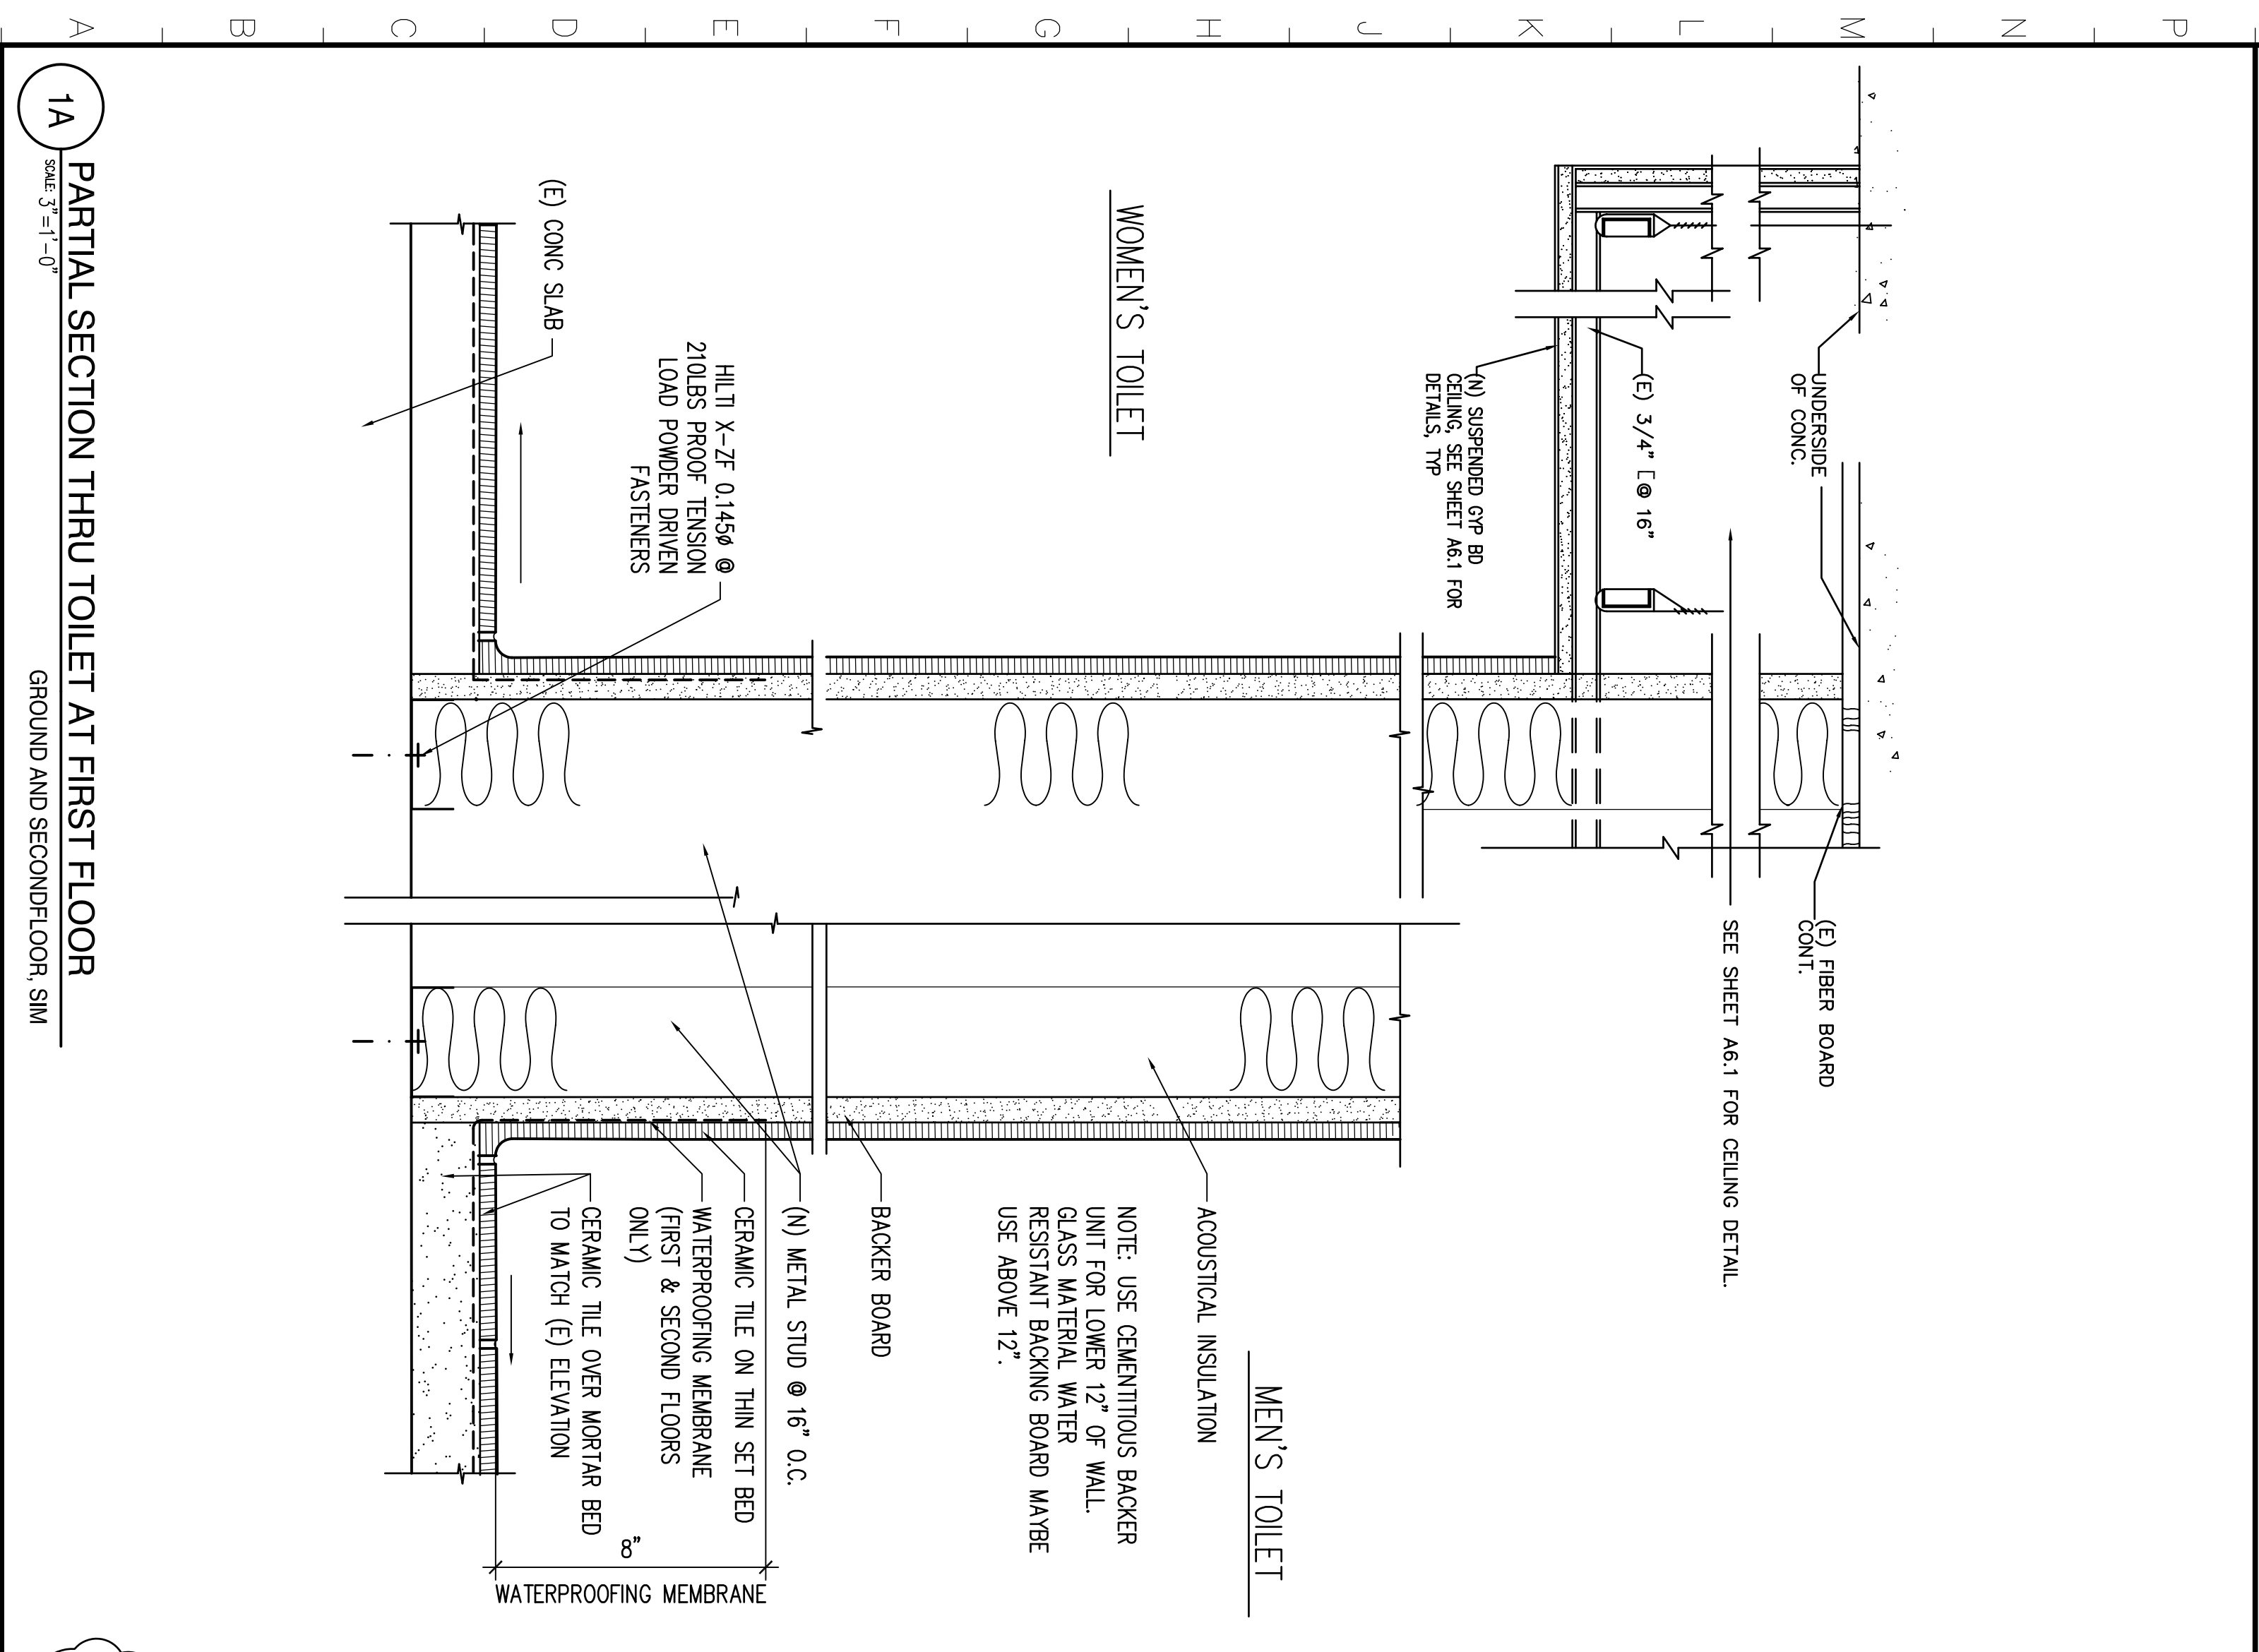 P
N
M
L
K
J
H
G
F
E
D
C
B
A
UNDERSIDE
OF CONC.
(E) FIBER BOARD
CONT.
SEE SHEET A6.1 FOR CEILING DETAIL.
(E) 3/4" [@ 16"
(N) SUSPENDED GYP BD
CEILING, SEE SHEET A6.1 FOR
DETAILS, TYP
WOMEN'S TOILET
MEN'S TOILET
ACCOUSTICAL INSULATION
NOTE: USE CEMENTITIOUS BACKER
UNIT FOR LOWER 12" OF WALL.
GLASS MATERIAL WATER
RESISTANT BACKING BOARD MAYBE
USE ABOVE 12".
BACKER BOARD
(N) METAL STUD @ 16" O.C.
CERAMIC TILE ON THIN SET BED
WATERPROOFING MEMBRANE
(FIRST & SECOND FLOORS
ONLY)
CERAMIC TILE OVER MORTAR BED
TO MATCH (E) ELEVATION
8"
WATERPROOFING MEMBRANE
HILTI X-ZF 0.145ø @
210LBS PROOF TENSION
LOAD POWDER DRIVEN
FASTENERS
(E) CONC SLAB
1A
PARTIAL SECTION THRU TOILET AT FIRST FLOOR
SCALE: 3"=1'-0"
GROUND AND SECONDFLOOR, SIM